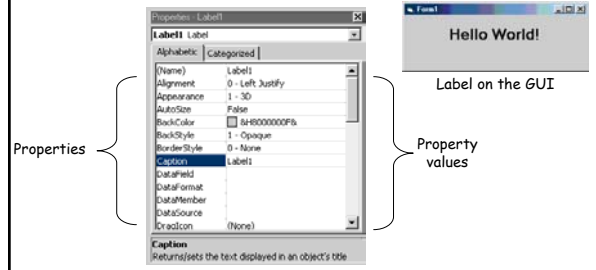 Properties - Label1
Label1 Label
Alphabetic Categorized
(Name) Label1
Alignment 0 - Left Justify
Appearance 1 - 3D
AutoSize False
BackColor &H8000000F&
BackStyle 1 - Opaque
BorderStyle 0 - None
Caption Label1
DataField
DataFormat
DataMember
DataSource
DragIcon (None)
Caption
Returns/sets the text displayed in an object's title
Properties
Property
values
Form1
Hello World!
Label on the GUI